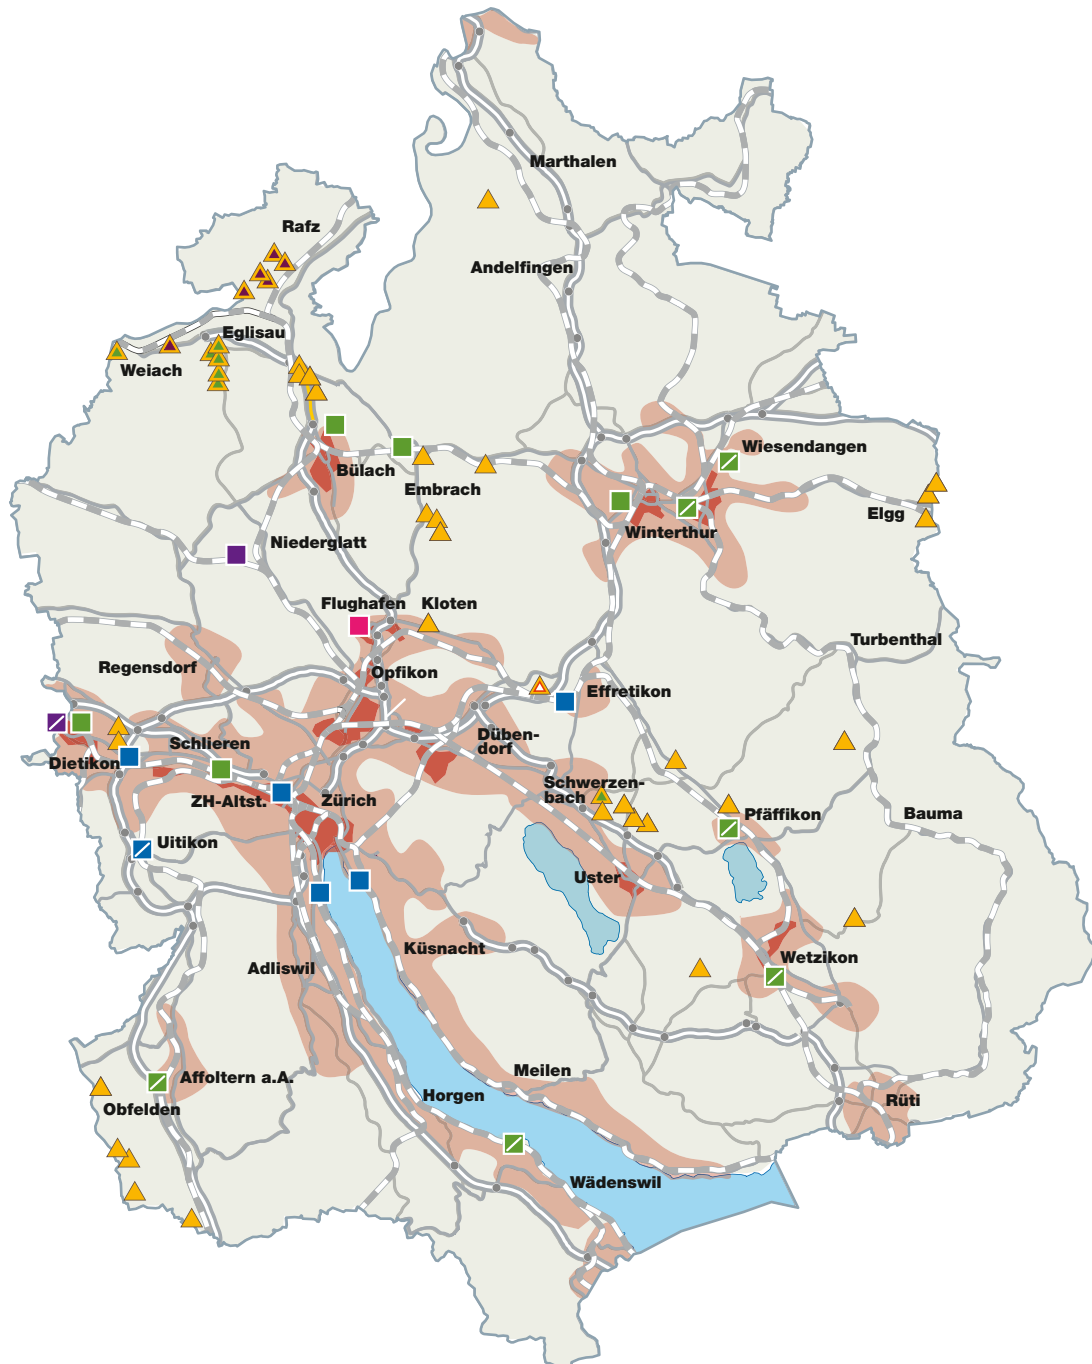 Marthalen
Rafz
Andelfingen
Eglisau
Weiach
Wiesendangen
Bülach
Embrach
Elgg
Winterthur
Niederglatt
Flughafen
Kloten
Turbenthal
Regensdorf
Opfikon
Effretikon
Düben-
dorf
Schlieren
Dietikon
Schwerzen-
bach
ZH-Altst.
Zürich
Pfäffikon
Bauma
Uitikon
Uster
Küsnacht
Wetzikon
Adliswil
Meilen
Affoltern a.A.
Horgen
Rüti
Obfelden
Wädenswil